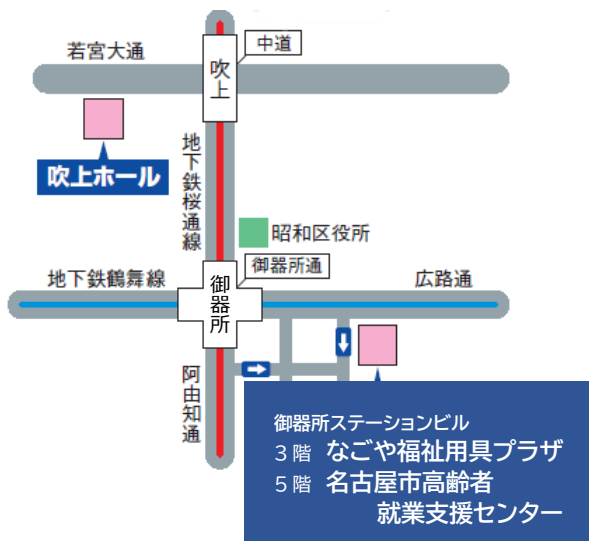 若宮大通
中道
吹上
吹上ホール
地下鉄桜通線
昭和区役所
御器所通
地下鉄鶴舞線
御器所
広路通
阿由知通
御器所ステーションビル
3階 なごや福祉用具プラザ
5階 名古屋市高齢者
就業支援センター